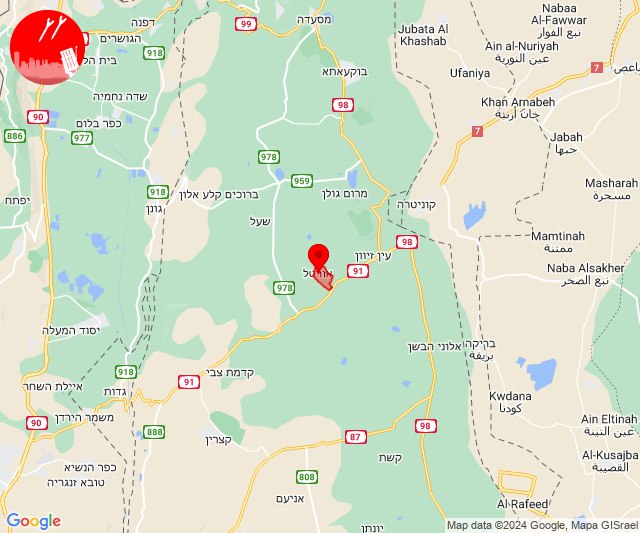 דפנה
הגושרים
99
מסעדה
Jubata Al
Khashab
Nabaa
Al-Fawwar
نبع الفوار
918
בית הל
בוקעאתא
Ain al-Nuriyah
عين النورية
Ufaniya
7
שדה נחמיה
98
Khan Arnabeh
خان أرنبة
90
כפר בלום
977
886
7
Jabah
جبها
978
959
מרום גולן
Masharah
مسحرة
918
ברוכים קלע אלון
יפתח
גונן
שעל
קוניטרה
98
Mamtinah
ممتنة
עין זיוון
91
אורטל
Naba Alsakher
نبع الصخر
978
יסוד המעלה
אלוני הבשן
בריקה
بريقة
918
קדמת צבי
91
איילת השחר
גדות
Kwdana
كودنا
משמר הירדן
90
888
קצרין
87
98
Ain Eltinah
عين التينة
קשת
כפר הנשיא
טובא זנגריה
808
Al-Kusajba
القصيبة
אניעם
Al Rafeed
יונתן
Google
Map data ©2024 Google, Mapa GISrael